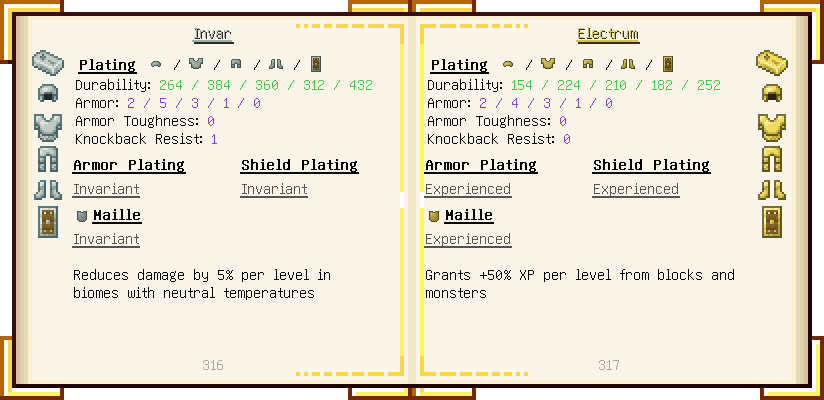 Invar
Plating / / / /
Durability: 264 / 384 / 360 / 312 / 432
Armor: 2 / 5 / 3 / 1 / 0
Armor Toughness: 0
Knockback Resist: 1
Armor Plating Shield Plating
Invariant Invariant
Maille
Invariant
Reduces damage by 5% per level in
biomes with neutral temperatures
316
Electrum
Plating / / / /
Durability: 154 / 224 / 210 / 182 / 252
Armor: 2 / 4 / 3 / 1 / 0
Armor Toughness: 0
Knockback Resist: 0
Armor Plating Shield Plating
Experienced Experienced
Maille
Experienced
Grants +50% XP per level from blocks and
monsters
317